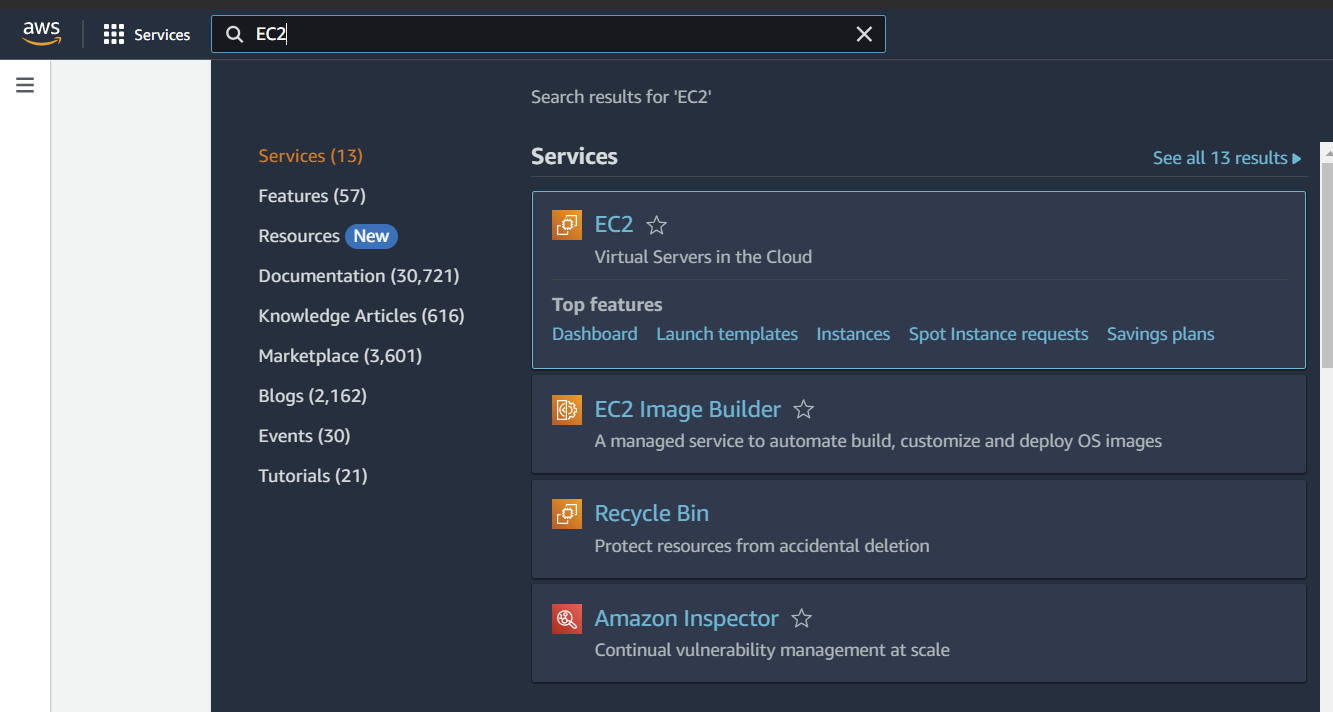 aws
Services
EC2
Search results for 'EC2'
Services (13)
Features (57)
Resources New
Documentation (30,721)
Knowledge Articles (616)
Marketplace (3,601)
Blogs (2,162)
Events (30)
Tutorials (21)
Services
See all 13 results
EC2
Virtual Servers in the Cloud
Top features
Dashboard Launch templates Instances Spot Instance requests Savings plans
EC2 Image Builder
A managed service to automate build, customize and deploy OS images
Recycle Bin
Protect resources from accidental deletion
Amazon Inspector
Continual vulnerability management at scale